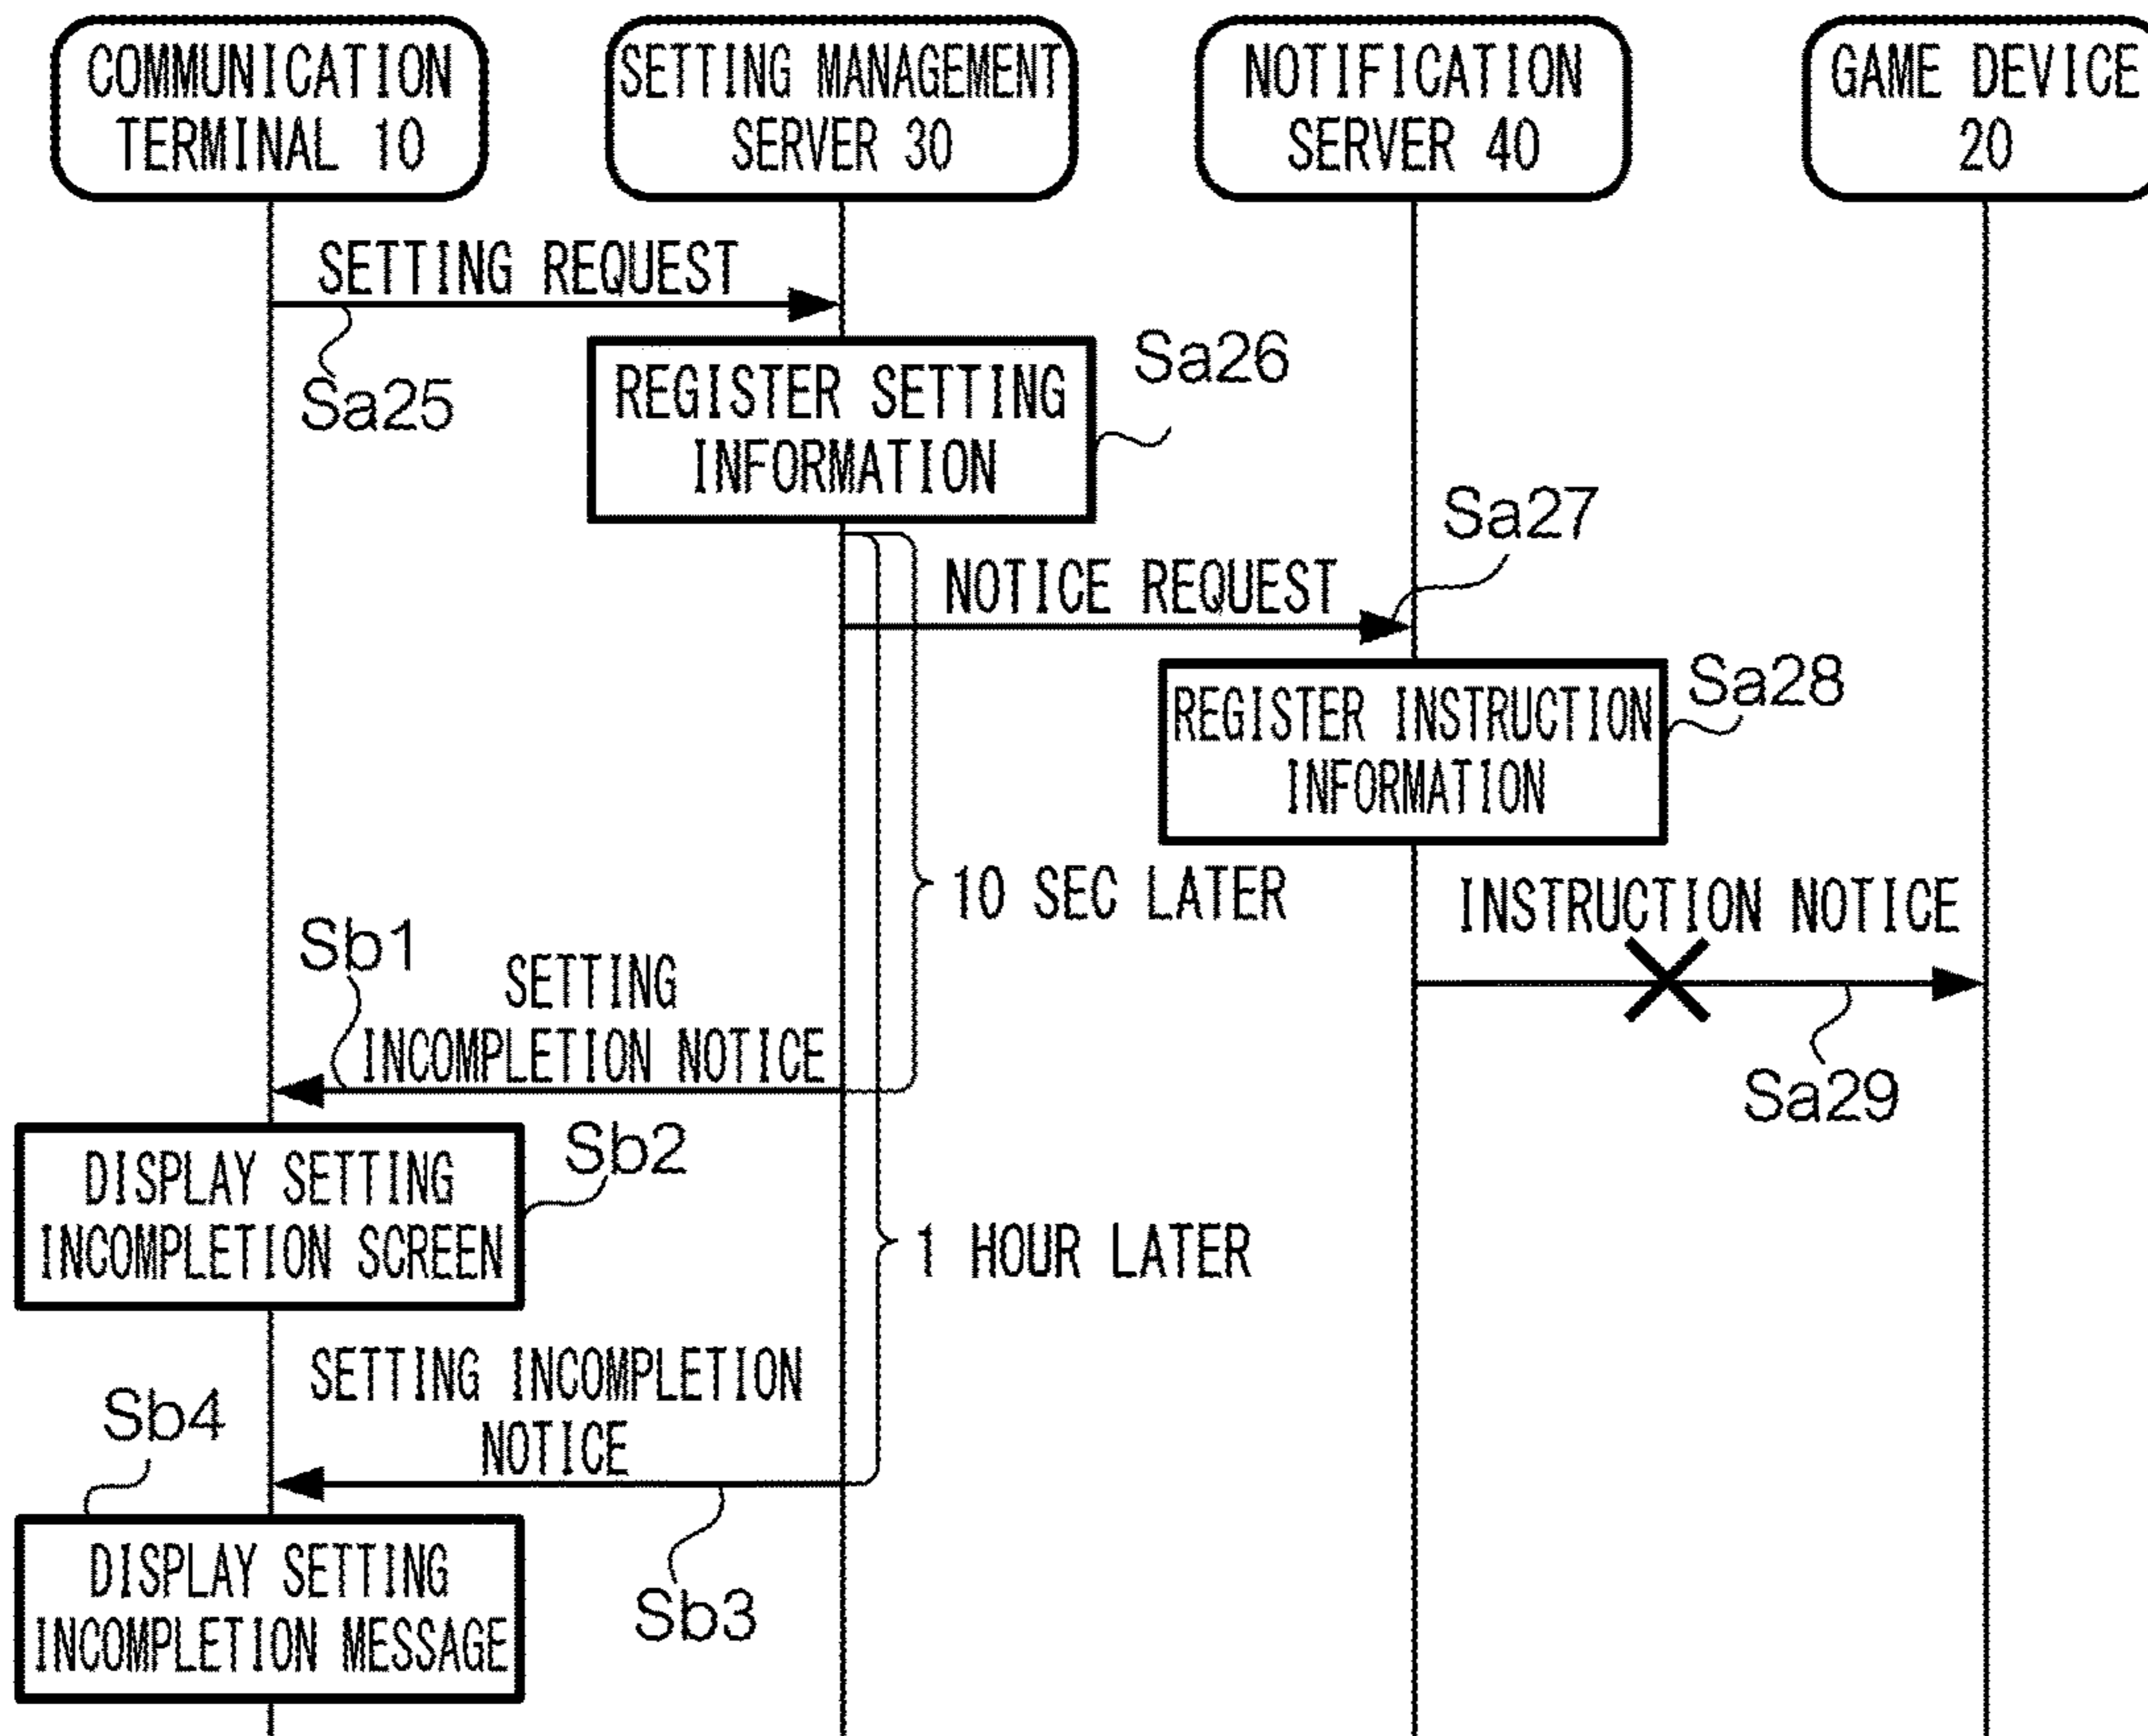 COMMUNICATION
TERMINAL 10
SETTING MANAGEMENT
SERVER 30
NOTIFICATION
SERVER 40
GAME DEVICE
20
SETTING REQUEST
Sa25
REGISTER SETTING
INFORMATION
Sa26
NOTICE REQUEST
Sa27
REGISTER INSTRUCTION
INFORMATION
Sa28
10 SEC LATER
INSTRUCTION NOTICE
Sa29
Sb1
SETTING
INCOMPLETION NOTICE
DISPLAY SETTING
INCOMPLETION SCREEN
Sb2
1 HOUR LATER
SETTING INCOMPLETION
NOTICE
Sb3
Sb4
DISPLAY SETTING
INCOMPLETION MESSAGE